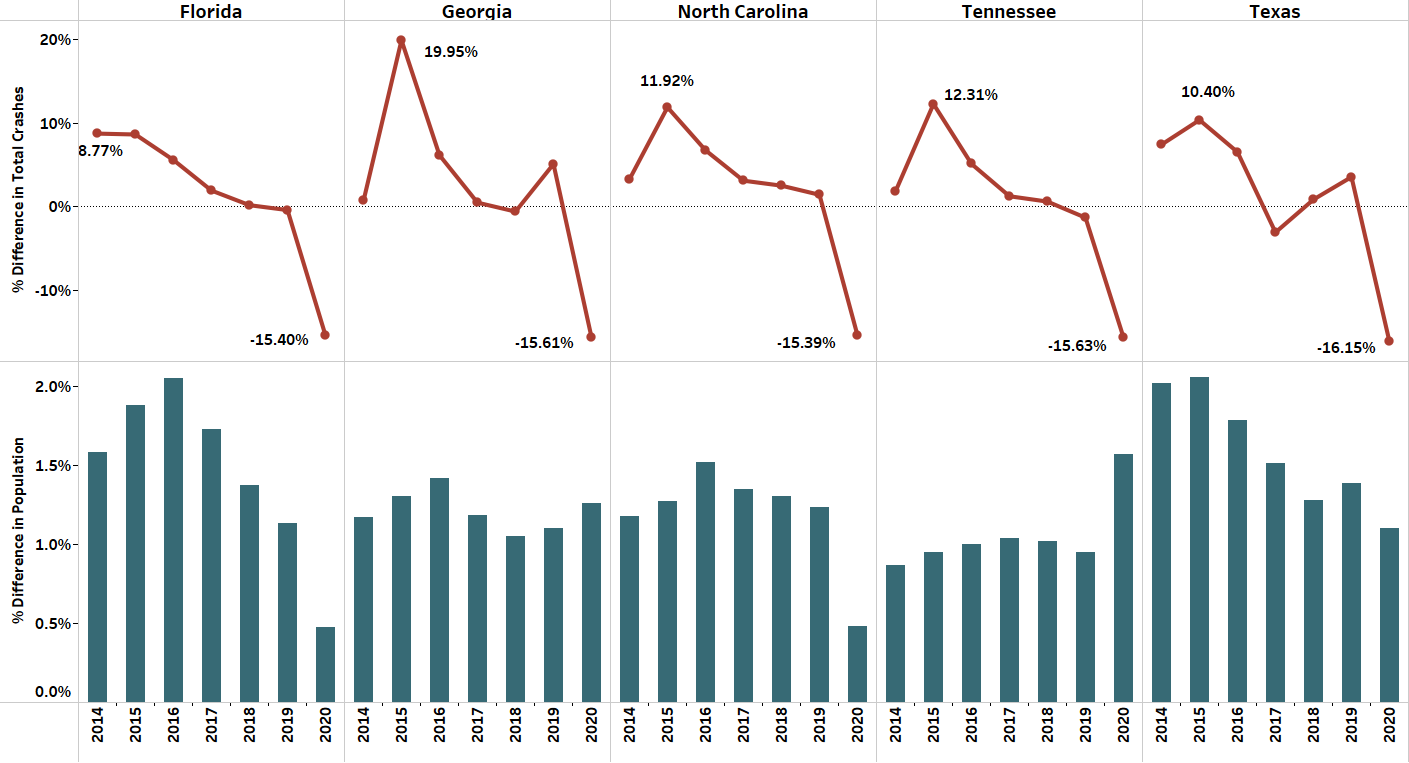 Florida
Georgia
North Carolina
Tennessee
Texas
% Difference in Total Crashes
20%
10%
0%
-10%
8.77%
-15.40%
19.95%
-15.61%
11.92%
-15.39%
12.31%
-15.63%
10.40%
-16.15%
% Difference in Population
2.0%
1.5%
1.0%
0.5%
0.0%
2014 2015 2016 2017 2018 2019 2020
2014 2015 2016 2017 2018 2019 2020
2014 2015 2016 2017 2018 2019 2020
2014 2015 2016 2017 2018 2019 2020
2014 2015 2016 2017 2018 2019 2020